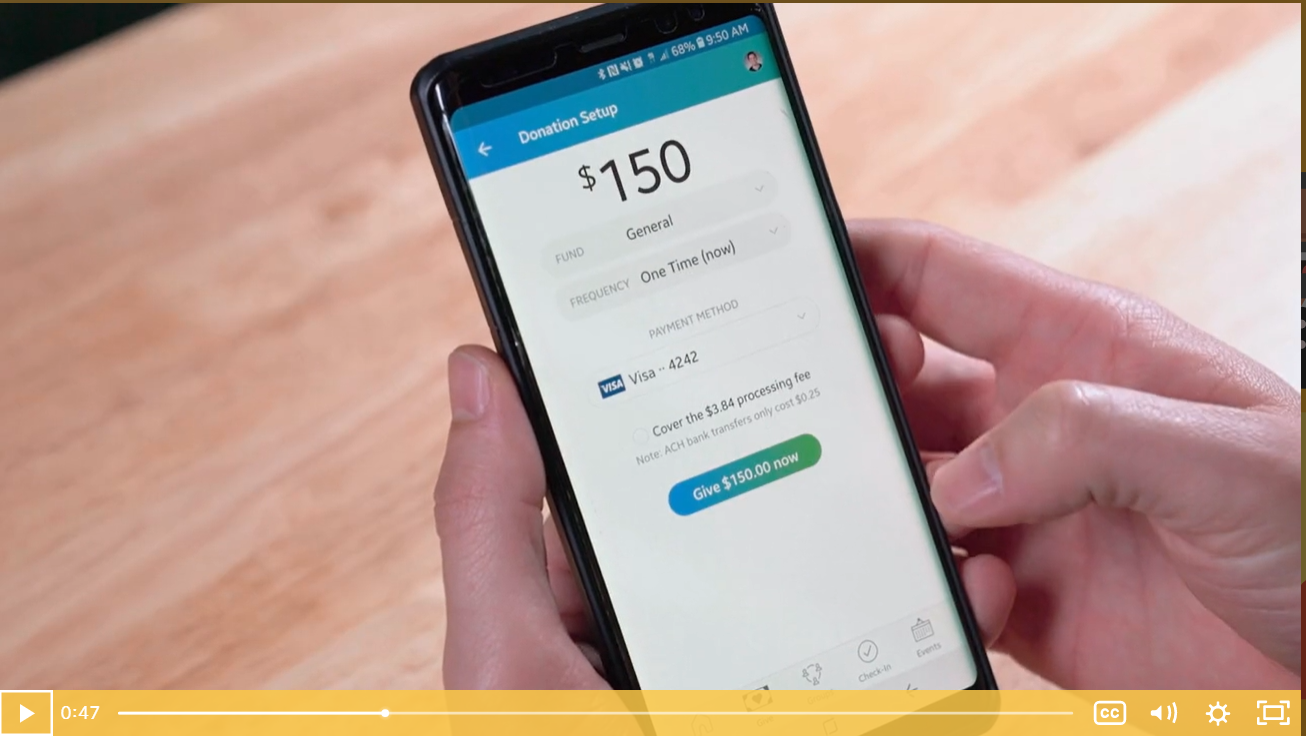 68% 9:50 AM
Donation Setup
$150
FUND General
FREQUENCY One Time (now)
PAYMENT METHOD
VISA Visa ·· 4242
Cover the $3.84 processing fee
Note: ACH bank transfers only cost $0.25
Give $150.00 now
Check-In
Events
0:47
CC